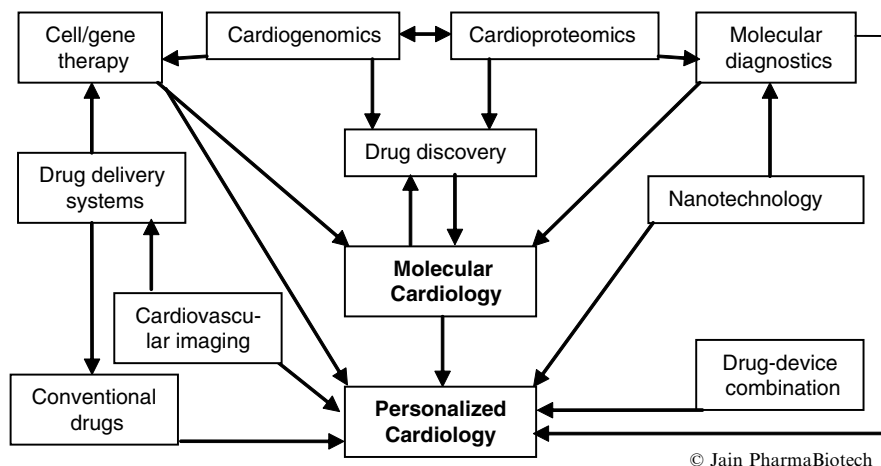 Cell/gene
therapy
Cardiogenomics
Cardioproteomics
Molecular
diagnostics
Drug discovery
Drug delivery
systems
Nanotechnology
Molecular
Cardiology
Cardiovascu-
lar imaging
Drug-device
combination
Conventional
drugs
Personalized
Cardiology
© Jain PharmaBiotech